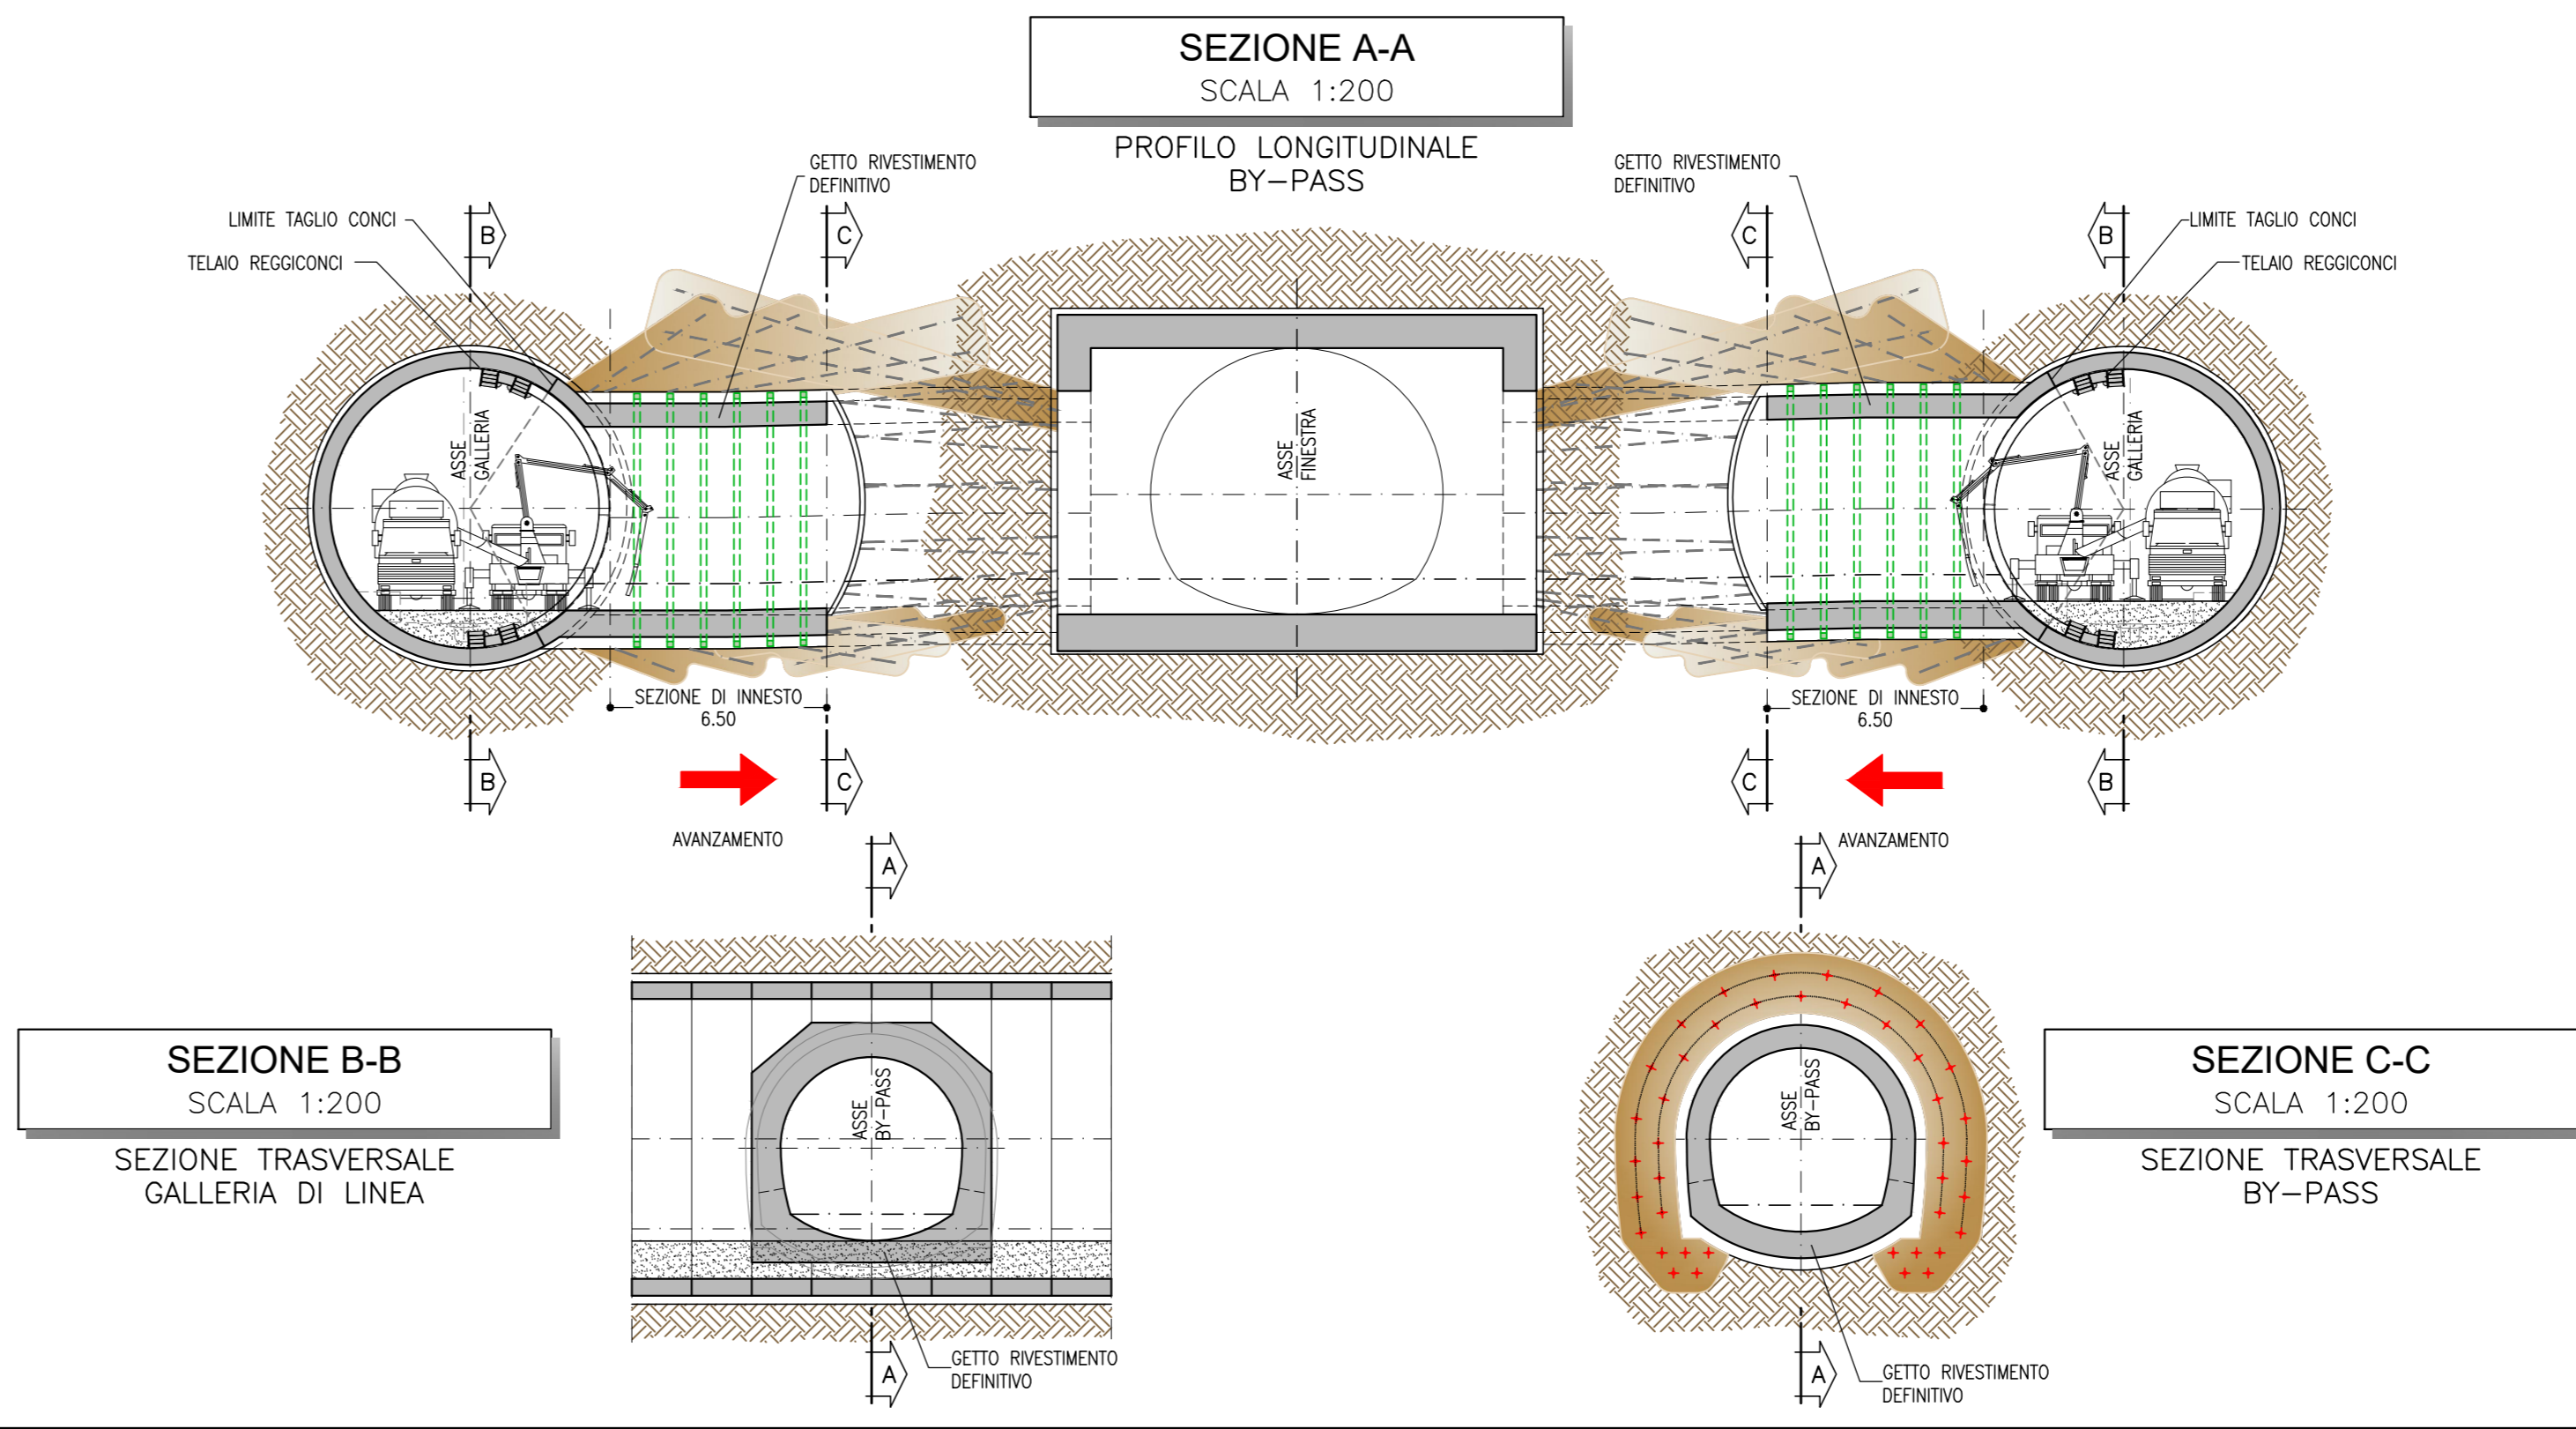 SEZIONE A-A
SCALA 1:200
PROFILO LONGITUDINALE
BY-PASS
GETTO RIVESTIMENTO
DEFINITIVO
GETTO RIVESTIMENTO
DEFINITIVO
LIMITE TAGLIO CONCI
TELAIO REGGICONCI
LIMITE TAGLIO CONCI
TELAIO REGGICONCI
B
C
C
B
ASSE
GALLERIA
ASSE
FINESTRA
ASSE
GALLERIA
SEZIONE DI INNESTO
6.50
SEZIONE DI INNESTO
6.50
B
C
C
B
AVANZAMENTO
AVANZAMENTO
A
A
SEZIONE B-B
SCALA 1:200
SEZIONE TRASVERSALE
GALLERIA DI LINEA
ASSE
BY-PASS
GETTO RIVESTIMENTO
DEFINITIVO
A
ASSE
BY-PASS
SEZIONE C-C
SCALA 1:200
SEZIONE TRASVERSALE
BY-PASS
GETTO RIVESTIMENTO
DEFINITIVO
A